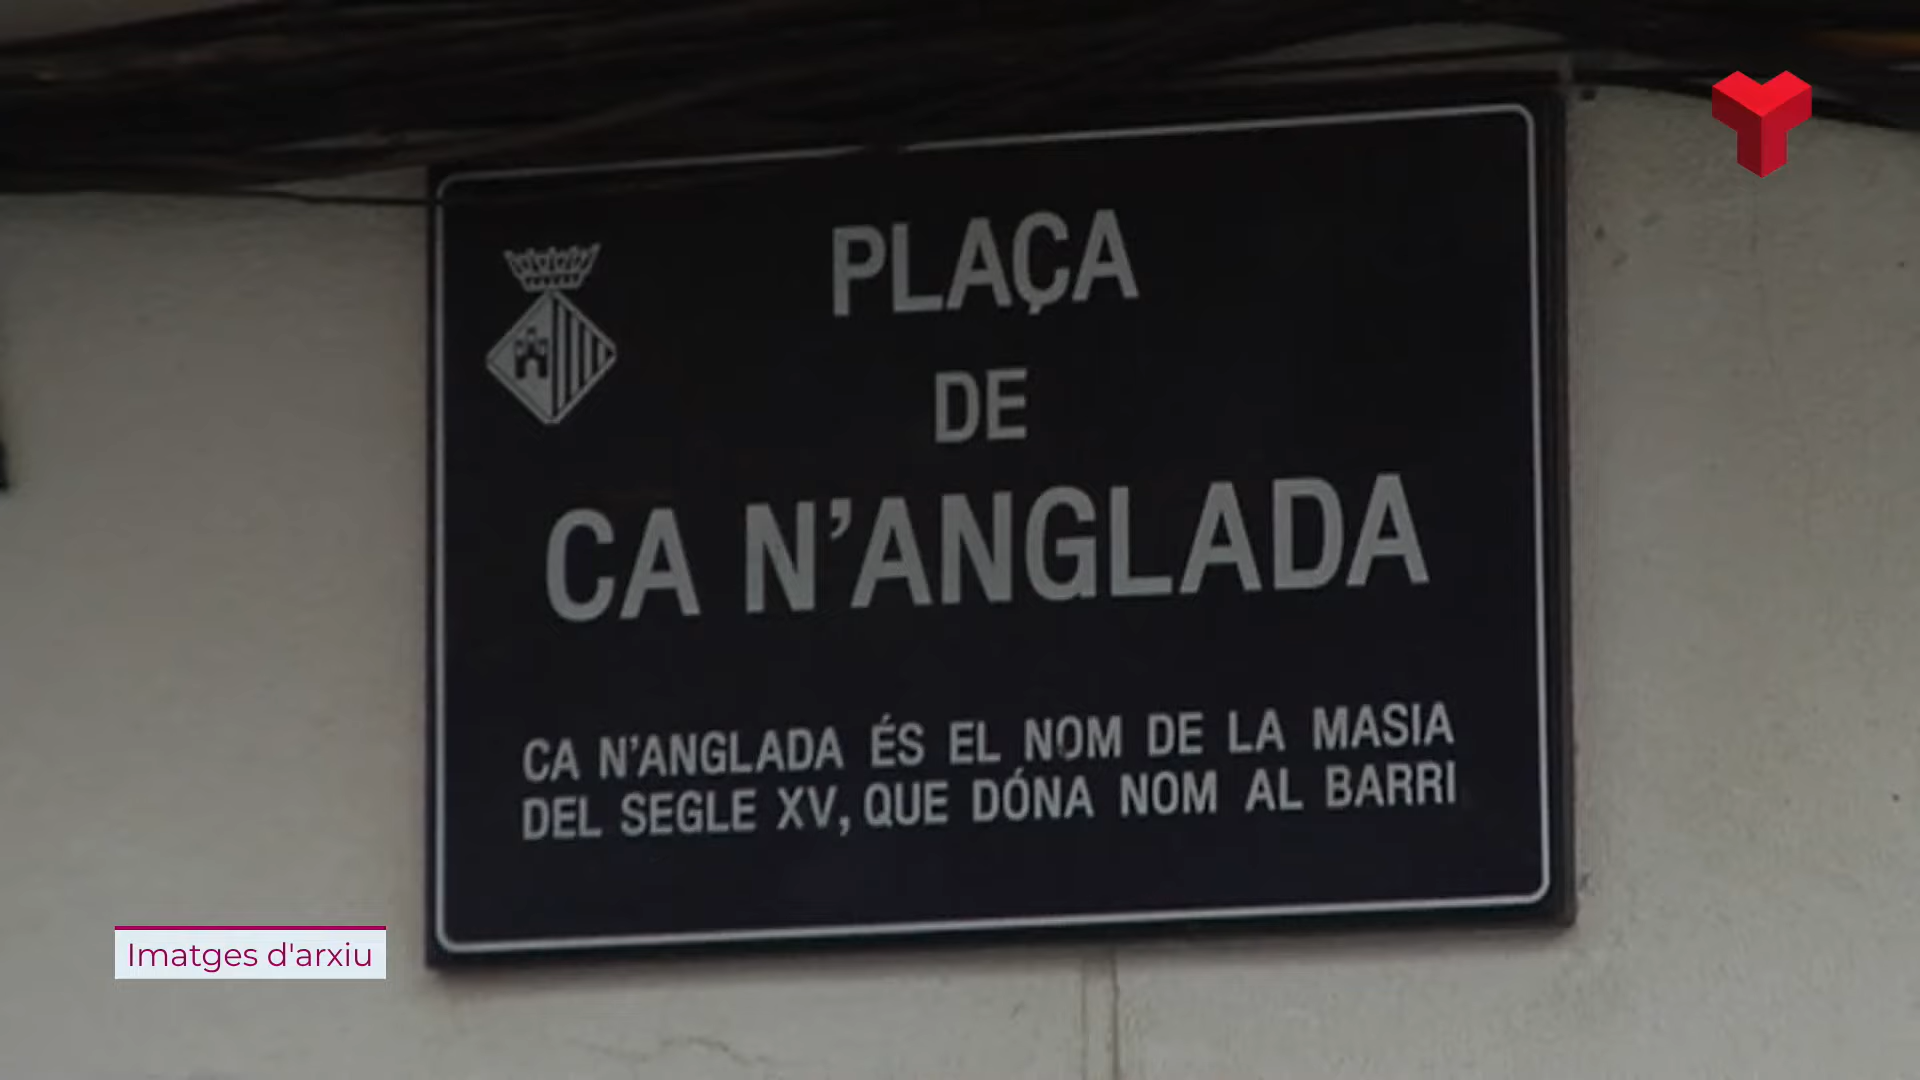 PLAÇA
DE
CA N'ANGLADA
CA N'ANGLADA ÉS EL NOM DE LA MASIA
DEL SEGLE XV, QUE DÓNA NOM AL BARRI
Imatges d'arxiu